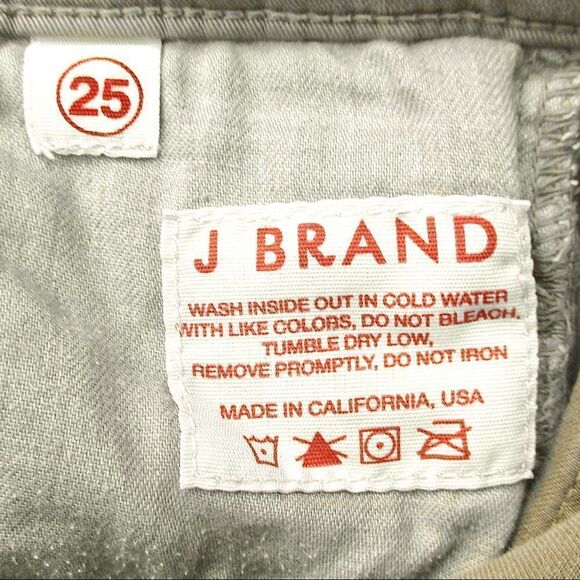 25
J BRAND
WASH INSIDE OUT IN COLD WATER
WITH LIKE COLORS, DO NOT BLEACH,
TUMBLE DRY LOW,
REMOVE PROMPTLY, DO NOT IRON
MADE IN CALIFORNIA, USA